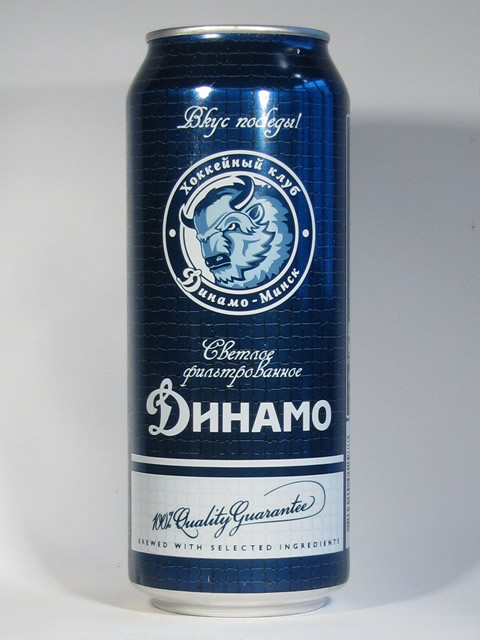 Вкус победы!
Хоккейный клуб
Динамо-Минск
Светлое
фильтрованное
Динамо
100% Quality Guarantee
BREWED WITH SELECTED INGREDIENTS